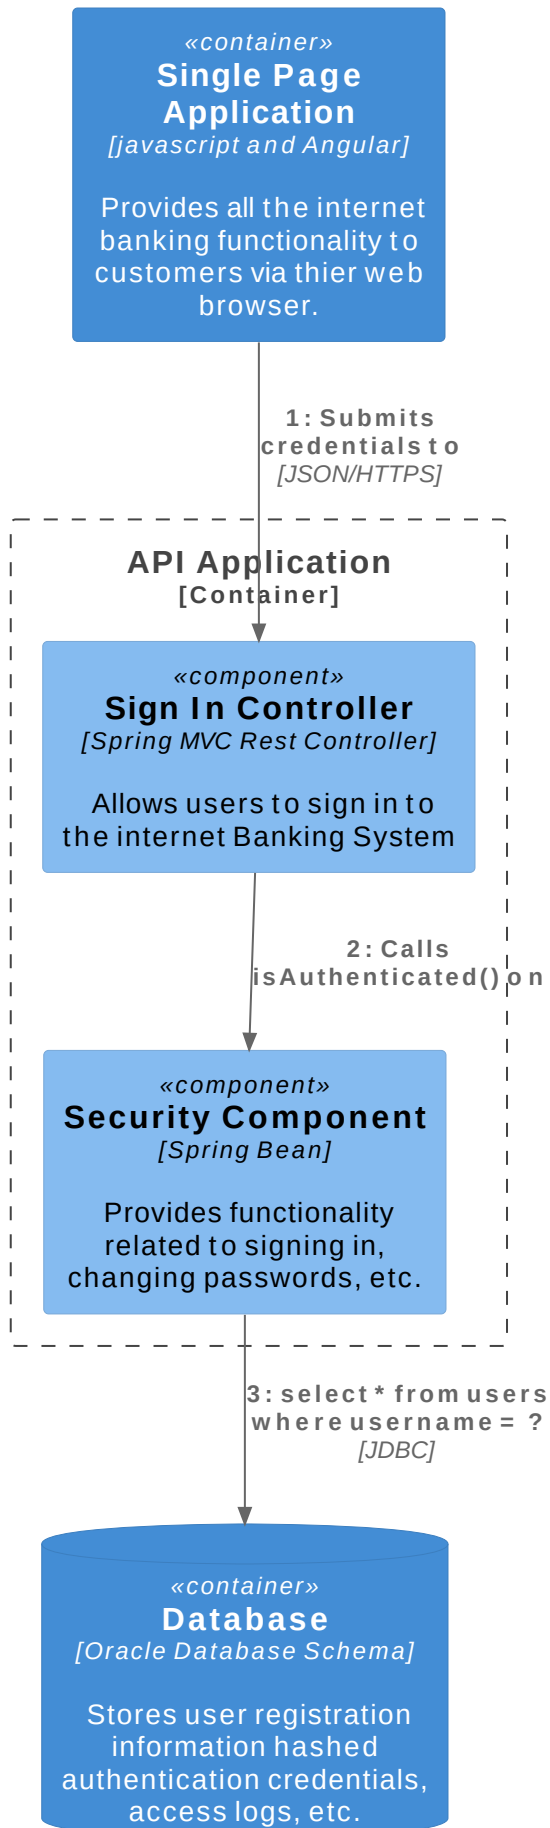 «container»
Single Page
Application
[javascript and Angular]
Provides all the internet
banking functionality to
customers via thier web
browser.
1: Submits
credentials to
[JSON/HTTPS]
API Application
[Container]
«component»
Sign In Controller
[Spring MVC Rest Controller]
Allows users to sign in to
the internet Banking System
2: Calls
isAuthenticated() on
«component»
Security Component
[Spring Bean]
Provides functionality
related to signing in,
changing passwords, etc.
3: select * from users
where username = ?
[JDBC]
«container»
Database
[Oracle Database Schema]
Stores user registration
information hashed
authentication credentials,
access logs, etc.